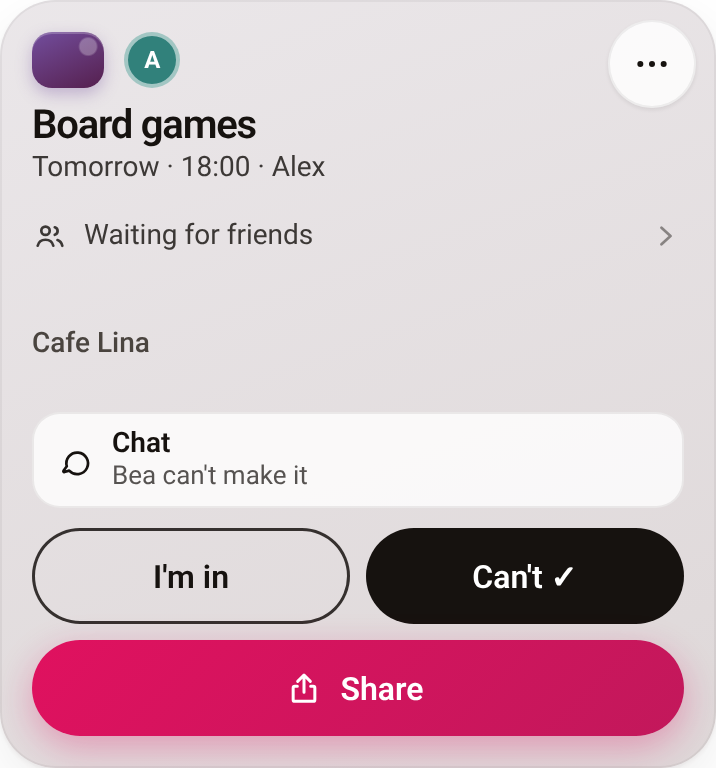 A
Board games
Tomorrow · 18:00 · Alex
Waiting for friends
Cafe Lina
Chat
Bea can't make it
I'm in
Can't ✓
Share